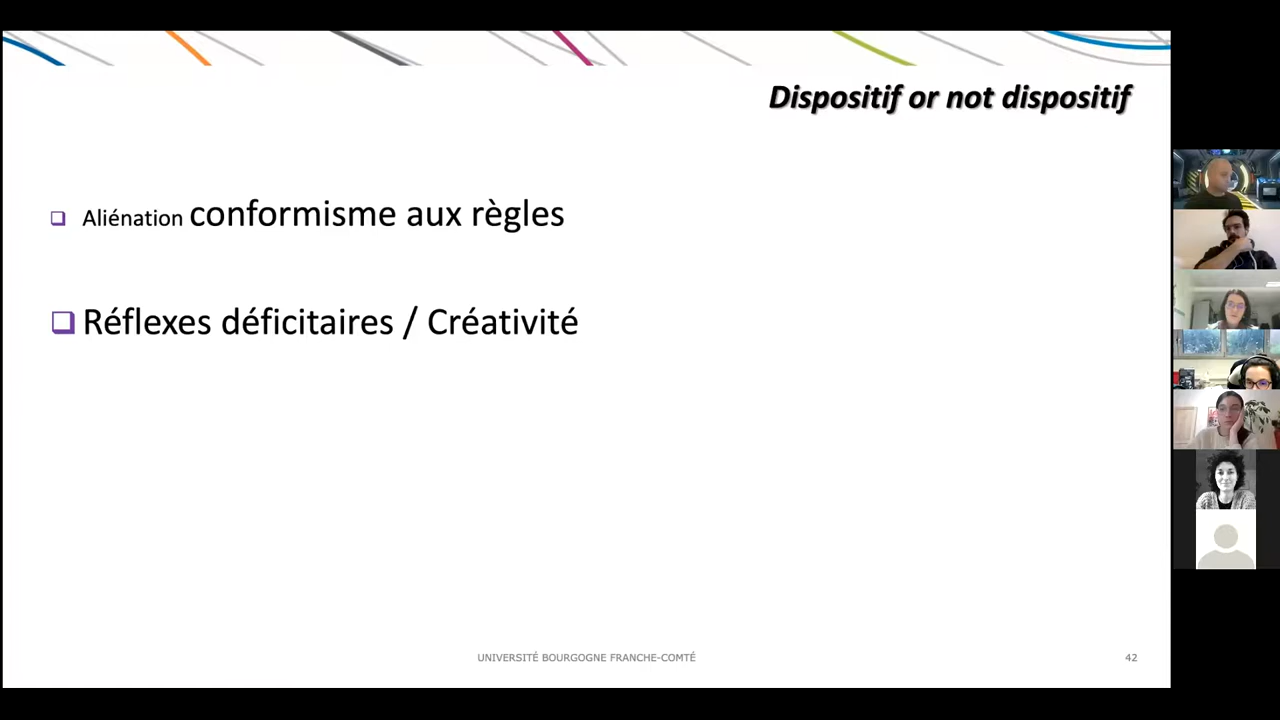 Dispositif or not dispositif
Aliénation conformisme aux règles
Réflexes déficitaires / Créativité
UNIVERSITÉ BOURGOGNE FRANCHE-COMTÉ
42